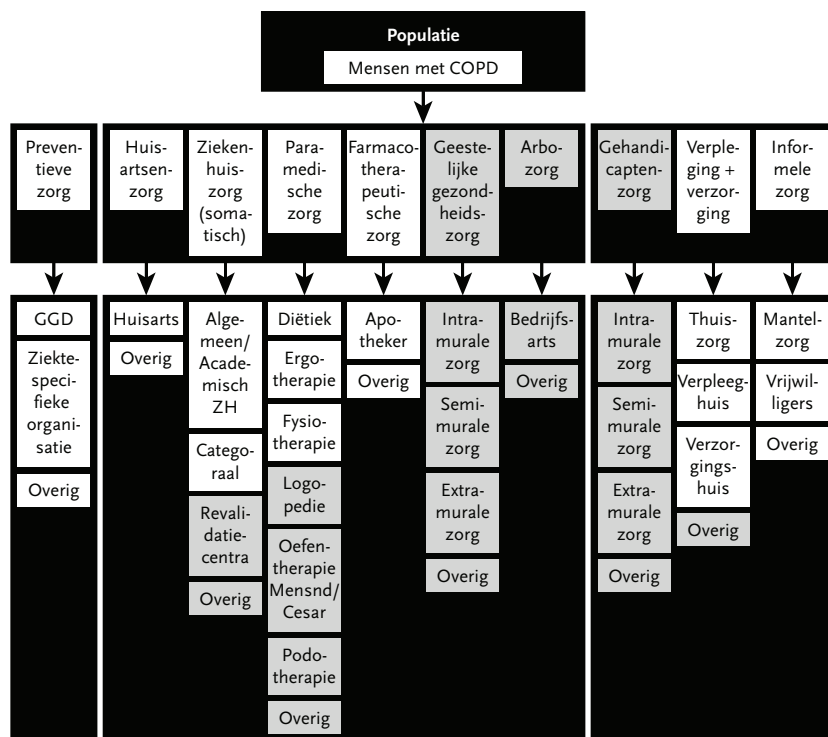 Populatie
Mensen met COPD
Preven-
tieve
zorg
Huis-
artsen-
zorg
Zieken-
huis-
zorg
(soma-
tisch)
Para-
medi-
sche
zorg
Farmaco-
thera-
peuti-
sche
zorg
Geeste-
lijke
gezond-
heids-
zorg
Arbo-
zorg
Gehandi-
capten-
zorg
Verple-
ging +
verzor-
ging
Infor-
mele
zorg
GGD
Ziekte-
speci-
fieke
organi-
satie
Overig
Huisarts
Overig
Alge-
meen/
Acade-
misch
ZH
Catego-
raal
Revali-
datie-
centra
Overig
Diëtiek
Ergo-
therapie
Fysio-
therapie
Logo-
pedie
Oefen-
therapie
Mensnd/
Cesar
Podo-
therapie
Overig
Apo-
theker
Overig
Intra-
murale
zorg
Semi-
murale
zorg
Extra-
murale
zorg
Overig
Bedrijfs-
arts
Overig
Intra-
murale
zorg
Semi-
murale
zorg
Extra-
murale
zorg
Overig
Thuis-
zorg
Verpleeg-
huis
Verzor-
gings-
huis
Overig
Mantel-
zorg
Vrijwil-
ligers
Overig